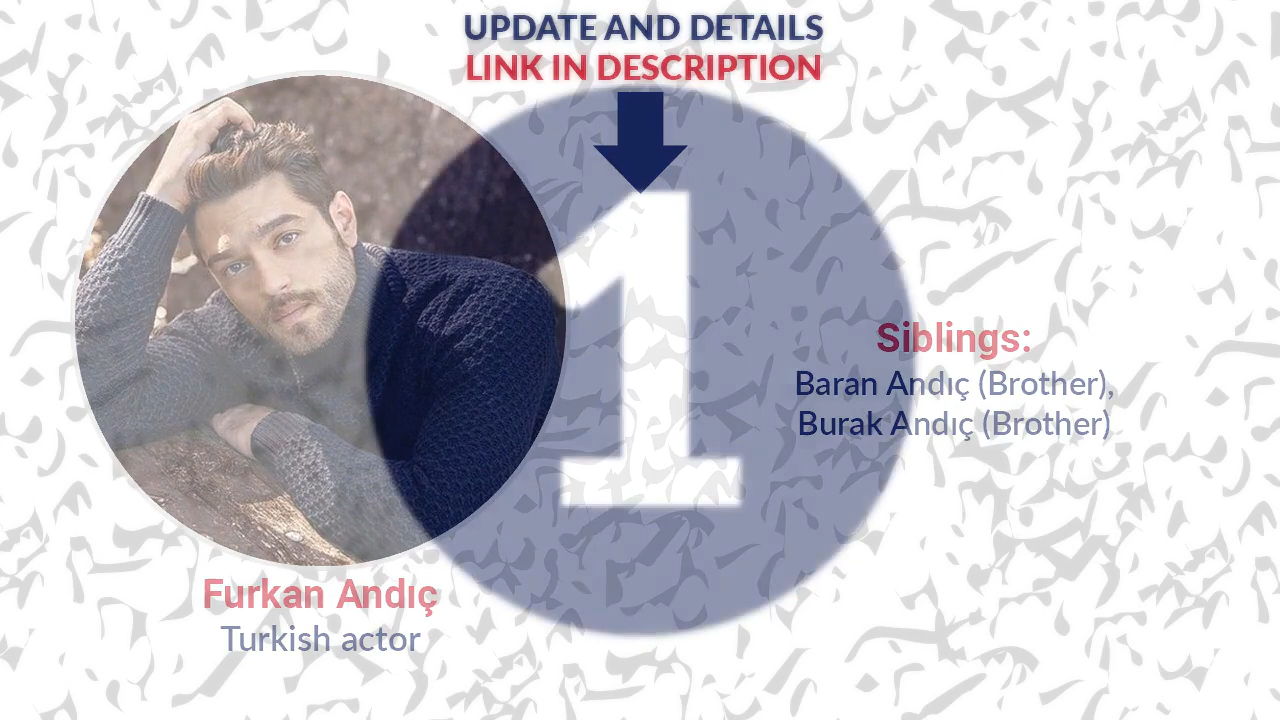 UPDATE AND DETAILS
LINK IN DESCRIPTION
1
Siblings:
Baran Andıç (Brother),
Burak Andıç (Brother)
Furkan Andıç
Turkish actor